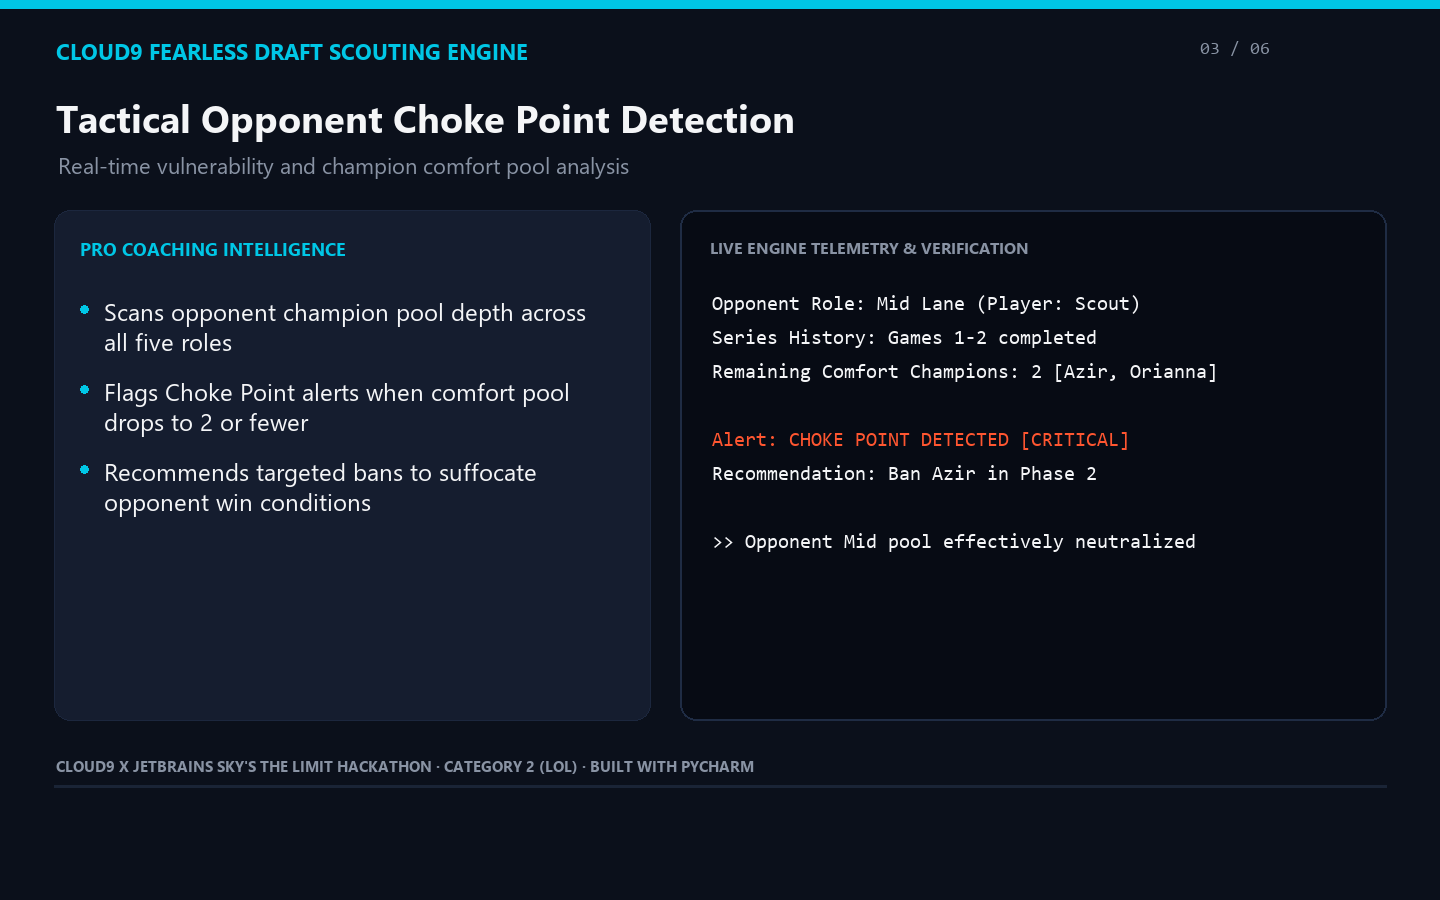 CLOUD9 FEARLESS DRAFT SCOUTING ENGINE
03 / 06
Tactical Opponent Choke Point Detection
Real-time vulnerability and champion comfort pool analysis
PRO COACHING INTELLIGENCE
Scans opponent champion pool depth across
all five roles
Flags Choke Point alerts when comfort pool
drops to 2 or fewer
Recommends targeted bans to suffocate
opponent win conditions
LIVE ENGINE TELEMETRY & VERIFICATION
Opponent Role: Mid Lane (Player: Scout)
Series History: Games 1-2 completed
Remaining Comfort Champions: 2 [Azir, Orianna]
Alert: CHOKE POINT DETECTED [CRITICAL]
Recommendation: Ban Azir in Phase 2
>> Opponent Mid pool effectively neutralized
CLOUD9 X JETBRAINS SKY'S THE LIMIT HACKATHON · CATEGORY 2 (LOL) · BUILT WITH PYCHARM